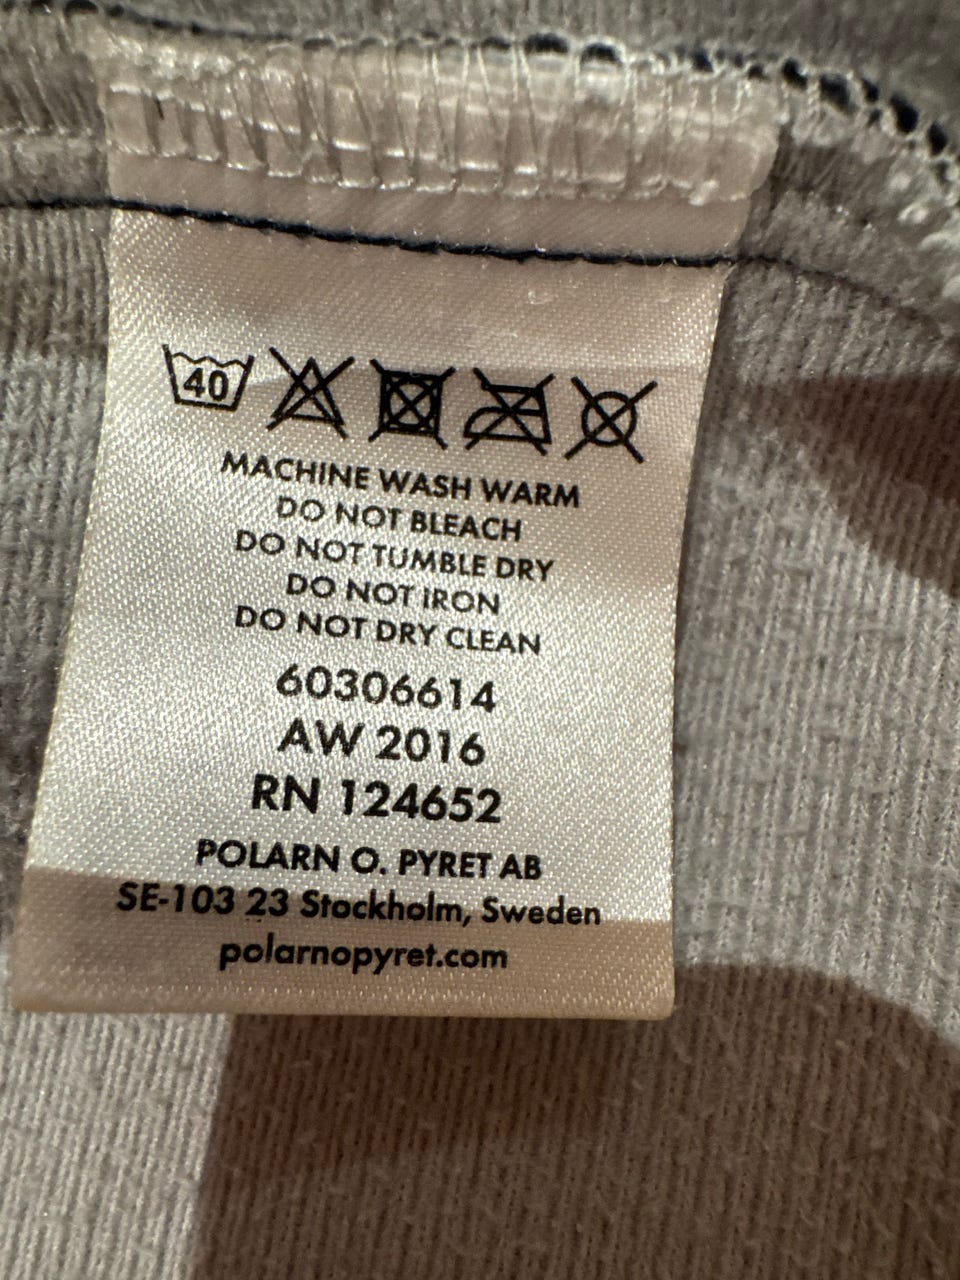 40
MACHINE WASH WARM
DO NOT BLEACH
DO NOT TUMBLE DRY
DO NOT IRON
DO NOT DRY CLEAN
60306614
AW 2016
RN 124652
POLARN O. PYRET AB
SE-103 23 Stockholm, Sweden
polarnopyret.com